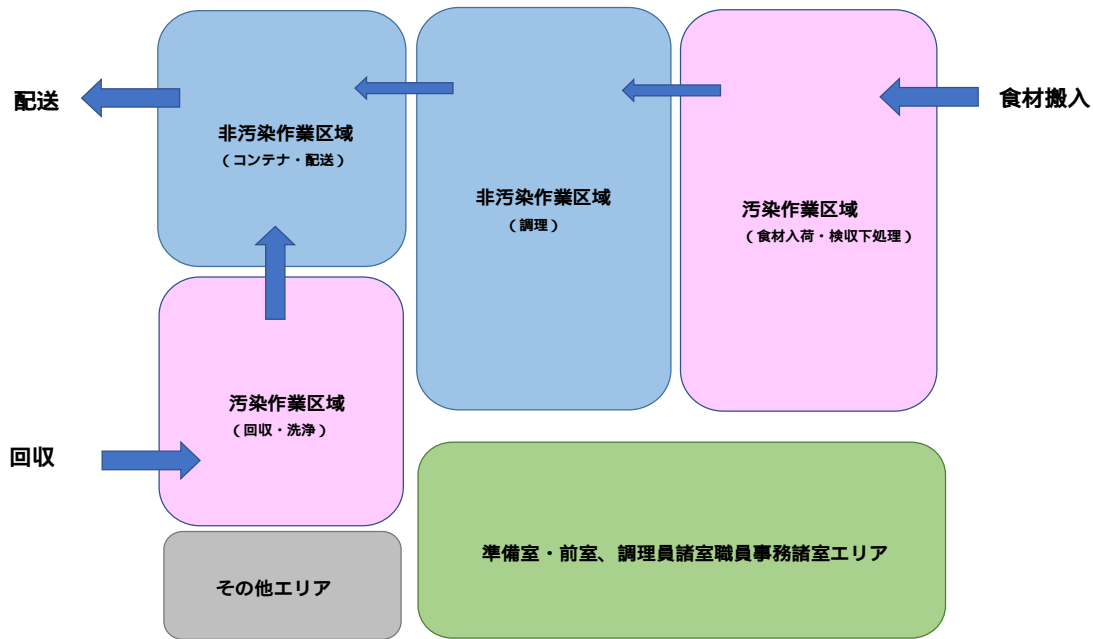 配送
非汚染作業区域
(コンテナ・配送)
非汚染作業区域
(調理)
汚染作業区域
(食材入荷・検収下処理)
食材搬入
汚染作業区域
(回収・洗浄)
回収
その他エリア
準備室・前室、調理員諸室職員事務諸室エリア